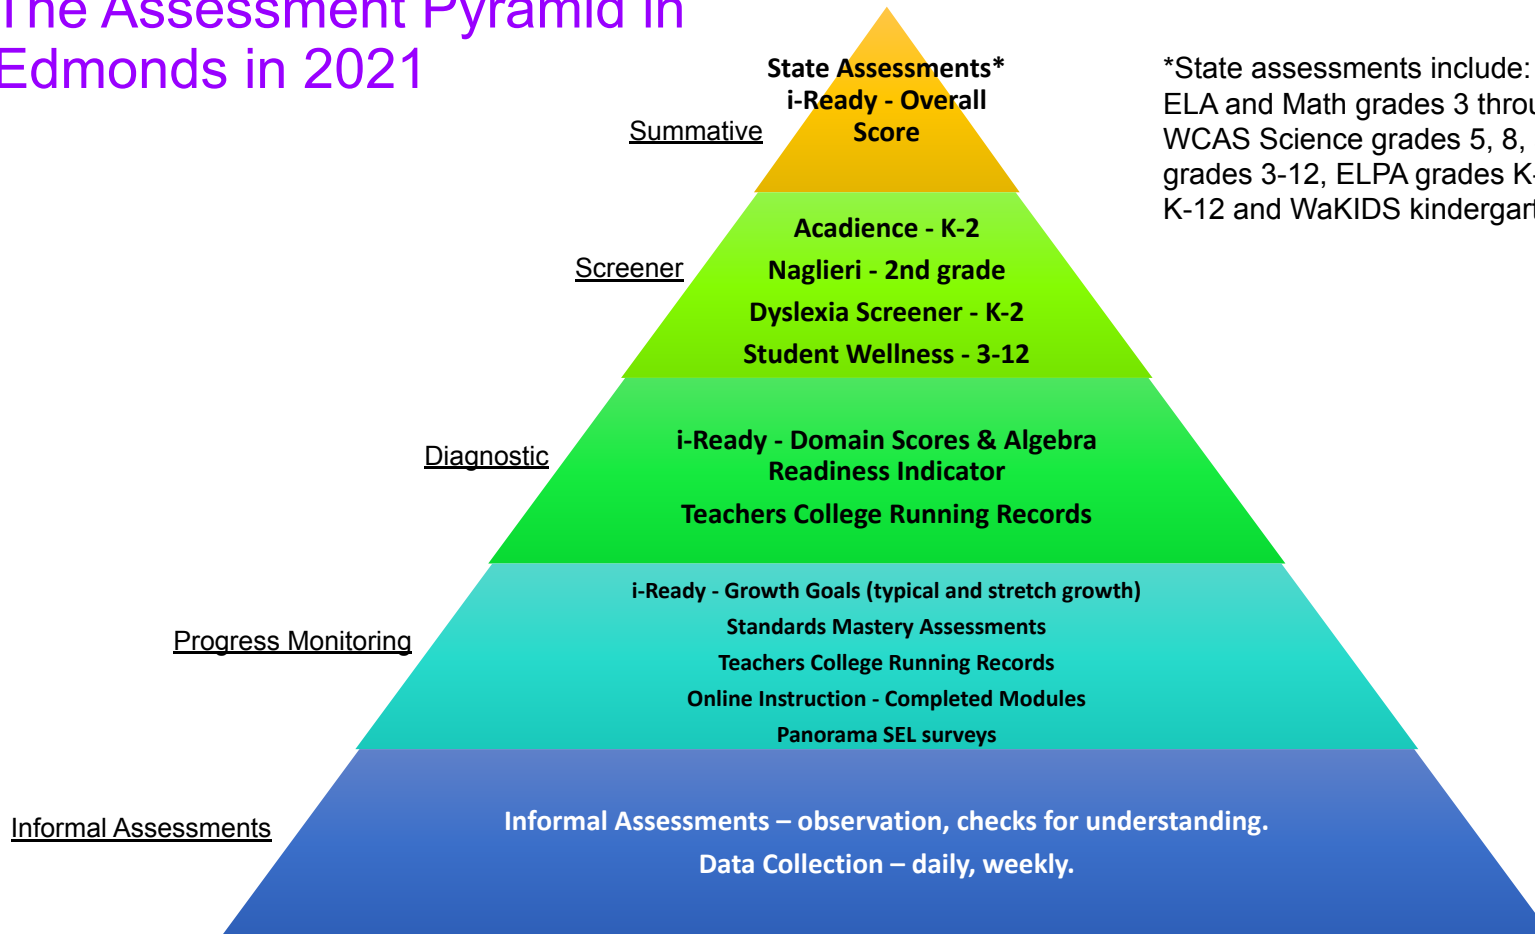 The Assessment Pyramid in
Edmonds in 2021
State Assessments*
i-Ready - Overall
Score
Summative
*State assessments include:
ELA and Math grades 3
WCAS Science grades 5, 8,
grades 3-12, ELPA grades
K-12 and WaKIDS
Acadience - K-2
Screener
Naglieri - 2nd grade
Dyslexia Screener - K-2
Student Wellness - 3-12
i-Ready - Domain Scores & Algebra
Readiness Indicator
Diagnostic
Teachers College Running Records
i-Ready - Growth Goals (typical and stretch growth)
Standards Mastery Assessments
Progress Monitoring
Teachers College Running Records
Online Instruction - Completed Modules
Panorama SEL surveys
Informal Assessments
Informal Assessments – observation, checks for understanding.
Data Collection – daily, weekly.